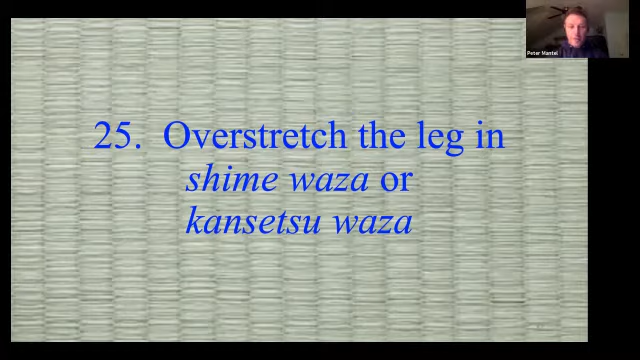 Peter Mantel
25. Overstretch the leg in
shime waza or
kansetsu waza